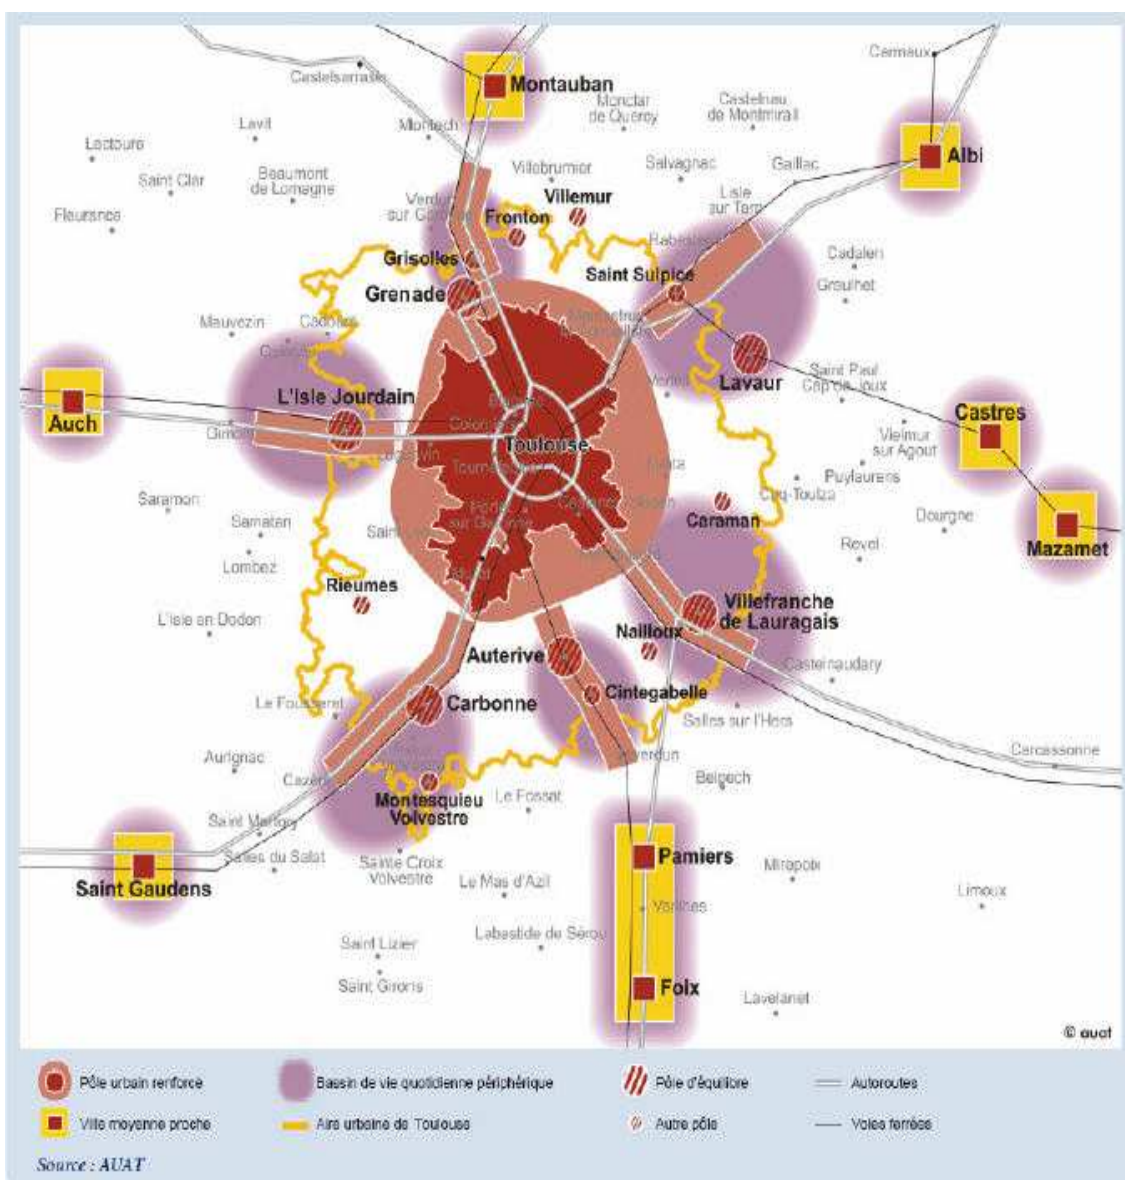 Montauban
Carmaux
Monclar
de Quercy
Castelnau
de Montmirail
Lavit
Montech
Lectoure
Albi
Villebrumier
Salvagnac
Gaillac
Saint Clar
Beaumont
de Lomagne
Villemur
Lisle
sur Tarn
Fleurance
Fronton
Grisolles
Saint Sulpice
Cadalen
Graulhet
Grenade
Mauvezin
Saint Paul
Cap de Joux
Lavaur
L'Isle Jourdain
Auch
Castres
Toulouse
Vielmur
sur Agout
Puylaurens
Cuq-Toulza
Saramon
Samatan
Caraman
Dourgne
Mazamet
Revel
Lombez
Rieumes
L'Isle en Dodon
Villefranche
de Lauragais
Nailloux
Auterive
Castelnaudary
Cintegabelle
Le Fousseret
Carbonne
Salles sur l'Hers
Aurignac
Carcassonne
Belpech
Montesquieu
Volvestre
Le Fossat
Saint Martory
Salles du Salat
Sainte Croix
Volvestre
Saint Gaudens
Pamiers
Mirepoix
Le Mas d'Azil
Limoux
Varilhes
Labastide de Sérou
Saint Lizier
Saint Girons
Foix
Lavelanet
© auat
Pôle urbain renforcé
Bassin de vie quotidienne périphérique
Pôle d'équilibre
Autoroutes
Ville moyenne proche
Aire urbaine de Toulouse
Autre pôle
Voies ferrées
Source : AUAT